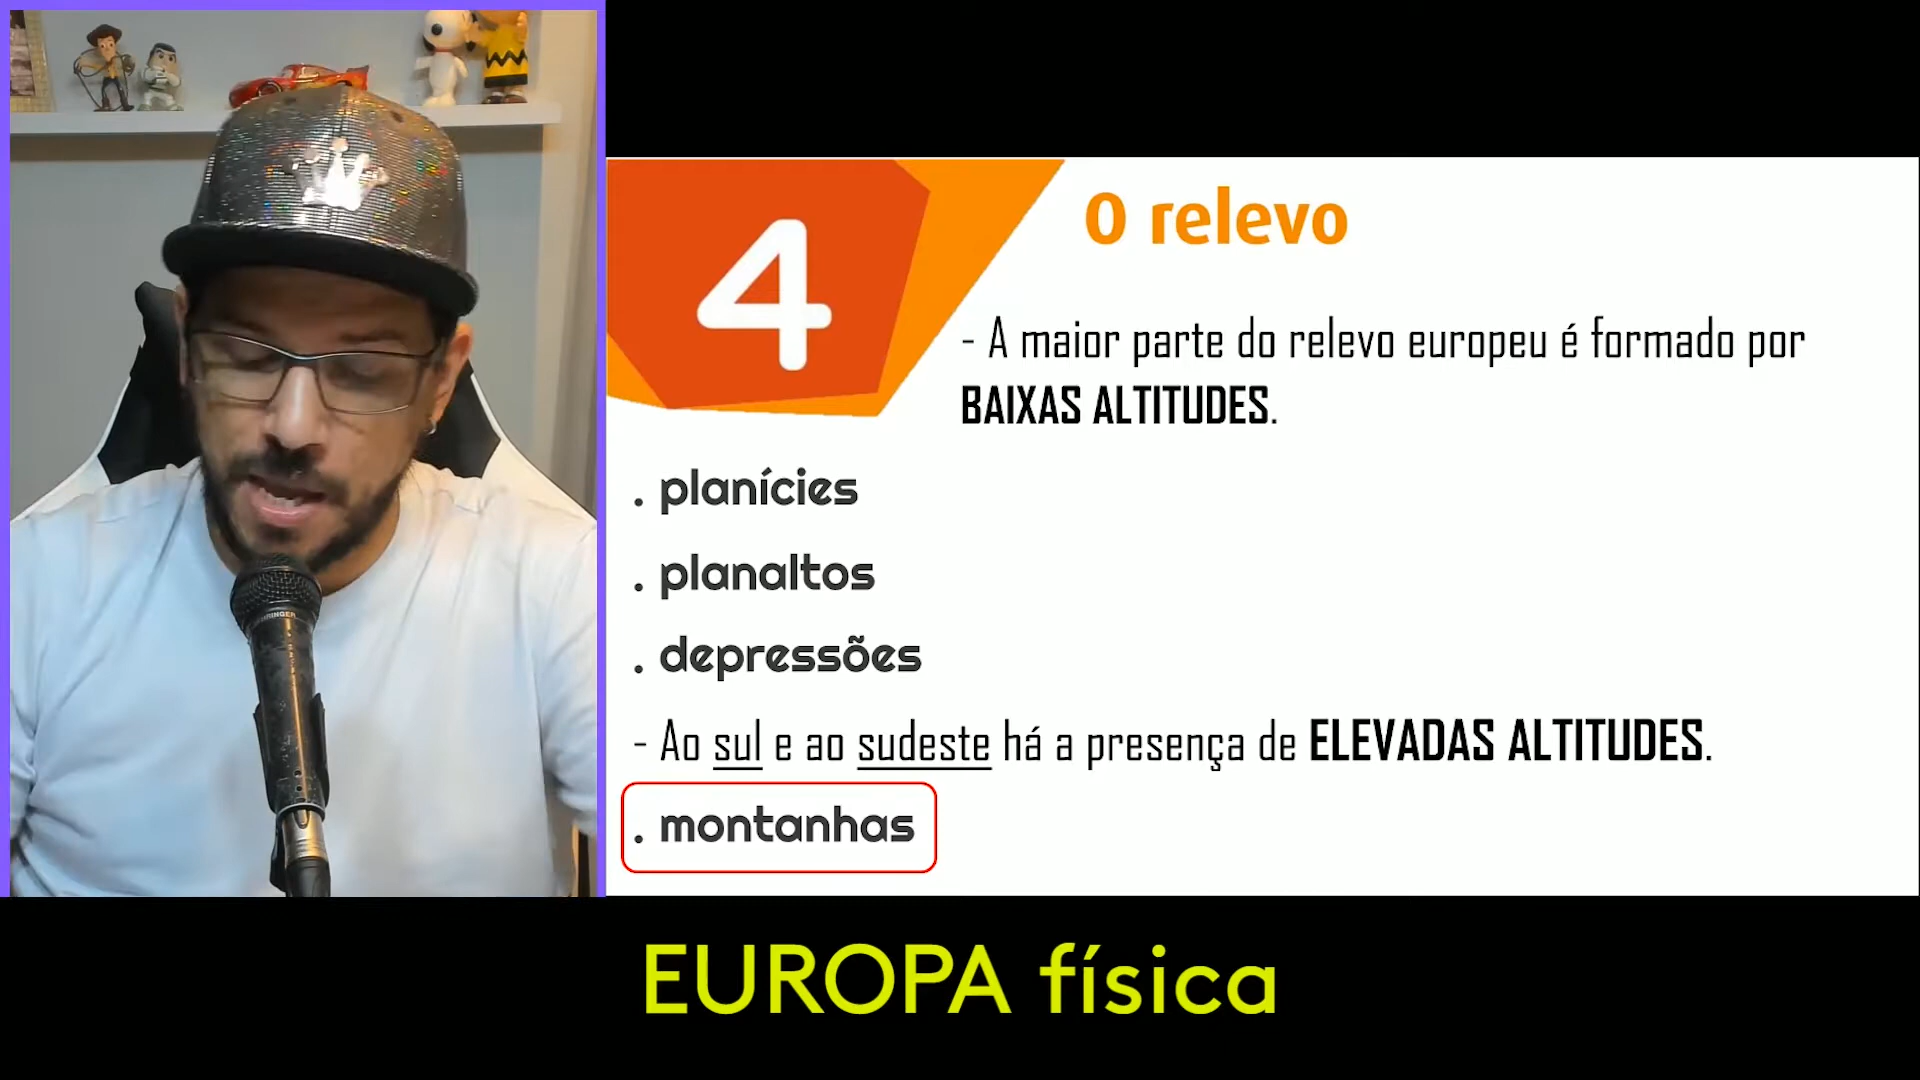 4
O relevo
- A maior parte do relevo europeu é formado por
BAIXAS ALTITUDES.
. planícies
. planaltos
. depressões
- Ao sul e ao sudeste há a presença de ELEVADAS ALTITUDES.
. montanhas
EUROPA física